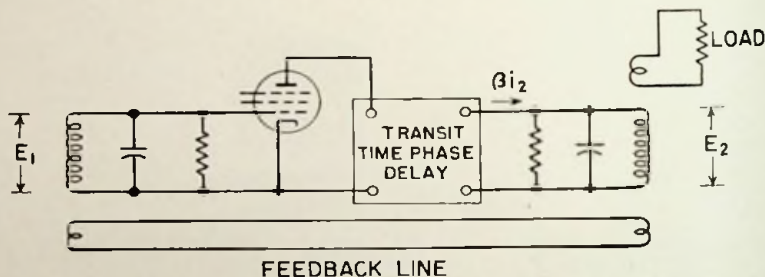 LOAD
βi₂
E₁
TRANSIT
TIME PHASE
DELAY
E₂
FEEDBACK LINE